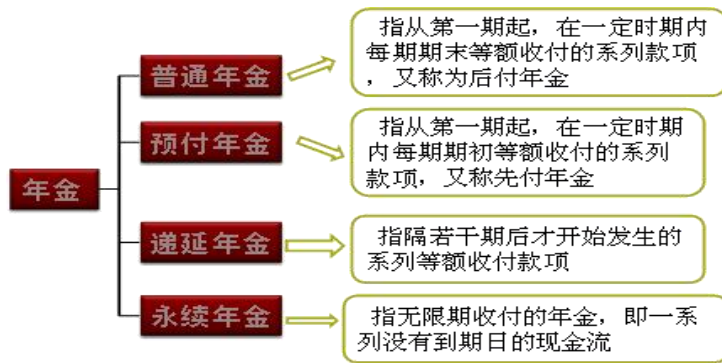 年金
普通年金
指从第一期起，在一定时期内
每期期末等额收付的系列款项
，又称为后付年金
预付年金
指从第一期起，在一定时期
内每期期初等额收付的系列
款项，又称先付年金
递延年金
指隔若干期后才开始发生的
系列等额收付款项
永续年金
指无限期收付的年金，即一系
列没有到期日的现金流